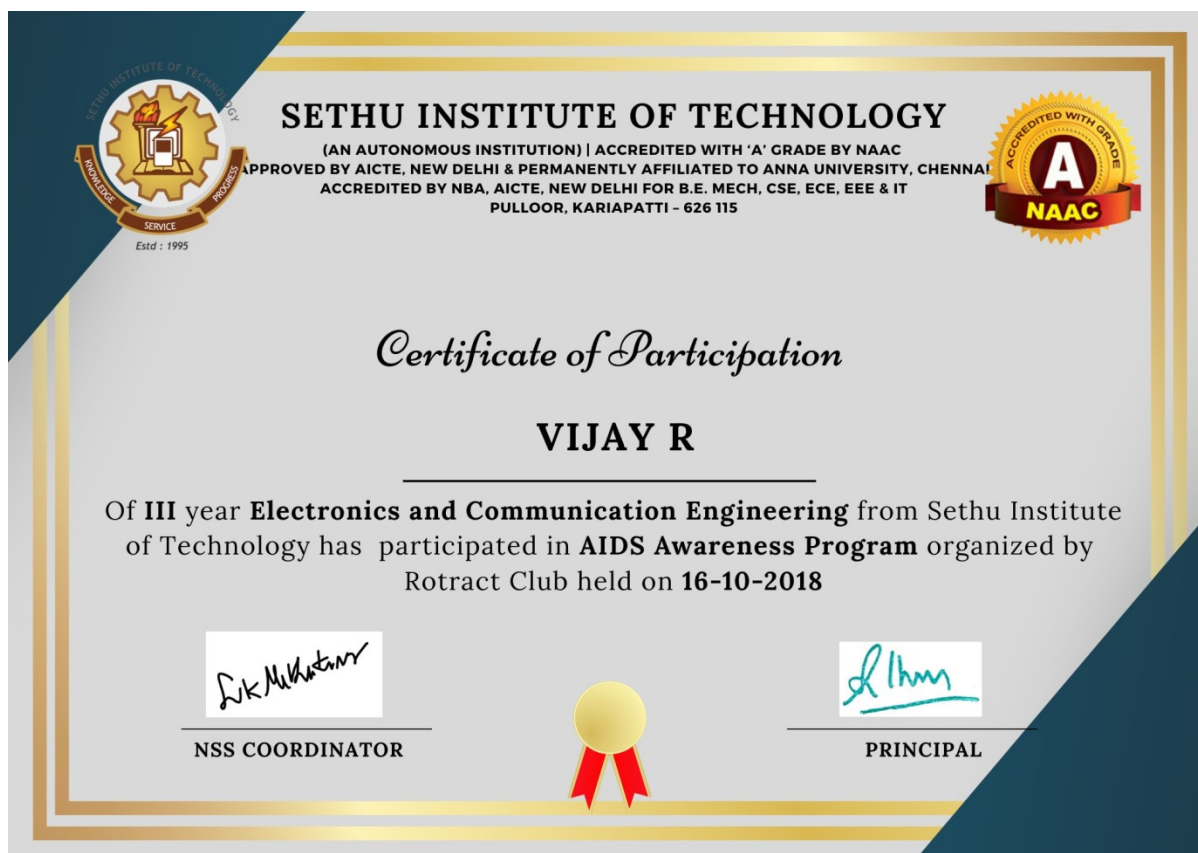 SETHU INSTITUTE OF TECHNOLOGY
SETHU INSTITUTE OF TECHNOLOGY
(AN AUTONOMOUS INSTITUTION) | ACCREDITED WITH ‘A’ GRADE BY NAAC
APPROVED BY AICTE, NEW DELHI & PERMANENTLY AFFILIATED TO ANNA UNIVERSITY, CHENNAI
ACCREDITED BY NBA, AICTE, NEW DELHI FOR B.E. MECH, CSE, ECE, EEE & IT
PULLOOR, KARIAPATTI – 626 115
KNOWLEDGE
SERVICE
PROGRESS
Estd : 1995
ACCREDITED WITH GRADE
A
NAAC
Certificate of Participation
VIJAY R
Of III year Electronics and Communication Engineering from Sethu Institute
of Technology has participated in AIDS Awareness Program organized by
Rotract Club held on 16-10-2018
NSS COORDINATOR
PRINCIPAL